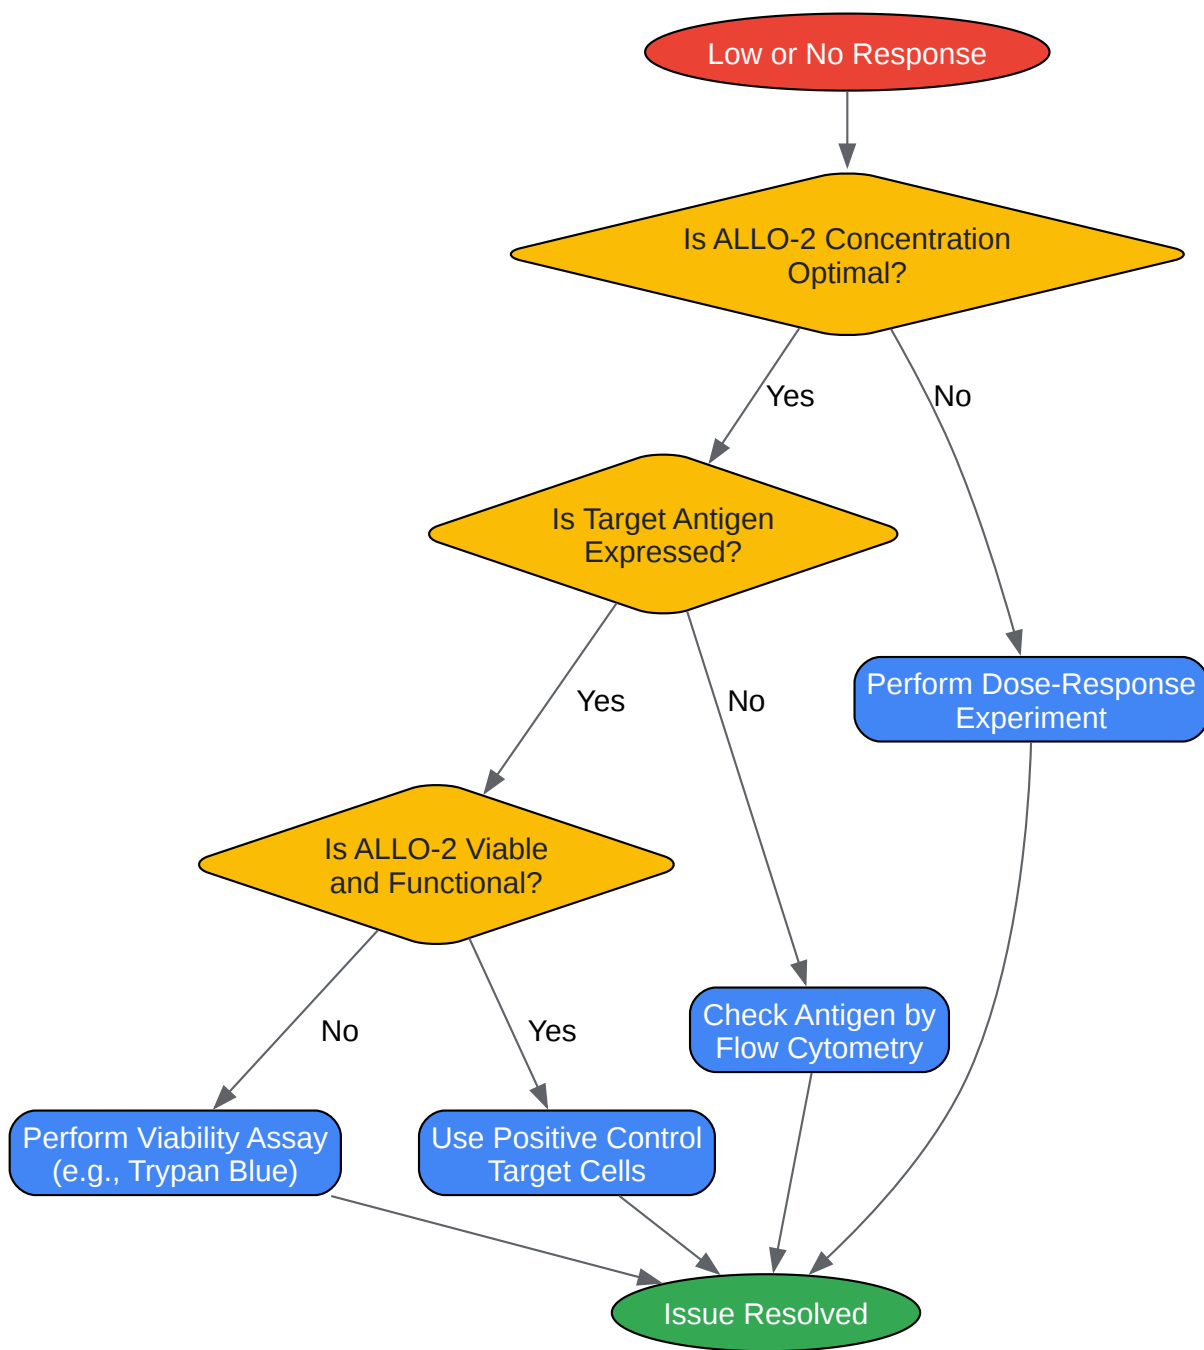 Low or No Response
Is ALLO-2 Concentration
Optimal?
Yes
No
Is Target Antigen
Expressed?
Yes
No
Perform Dose-Response
Experiment
Is ALLO-2 Viable
and Functional?
No
Yes
Check Antigen by
Flow Cytometry
Perform Viability Assay
(e.g., Trypan Blue)
Use Positive Control
Target Cells
Issue Resolved